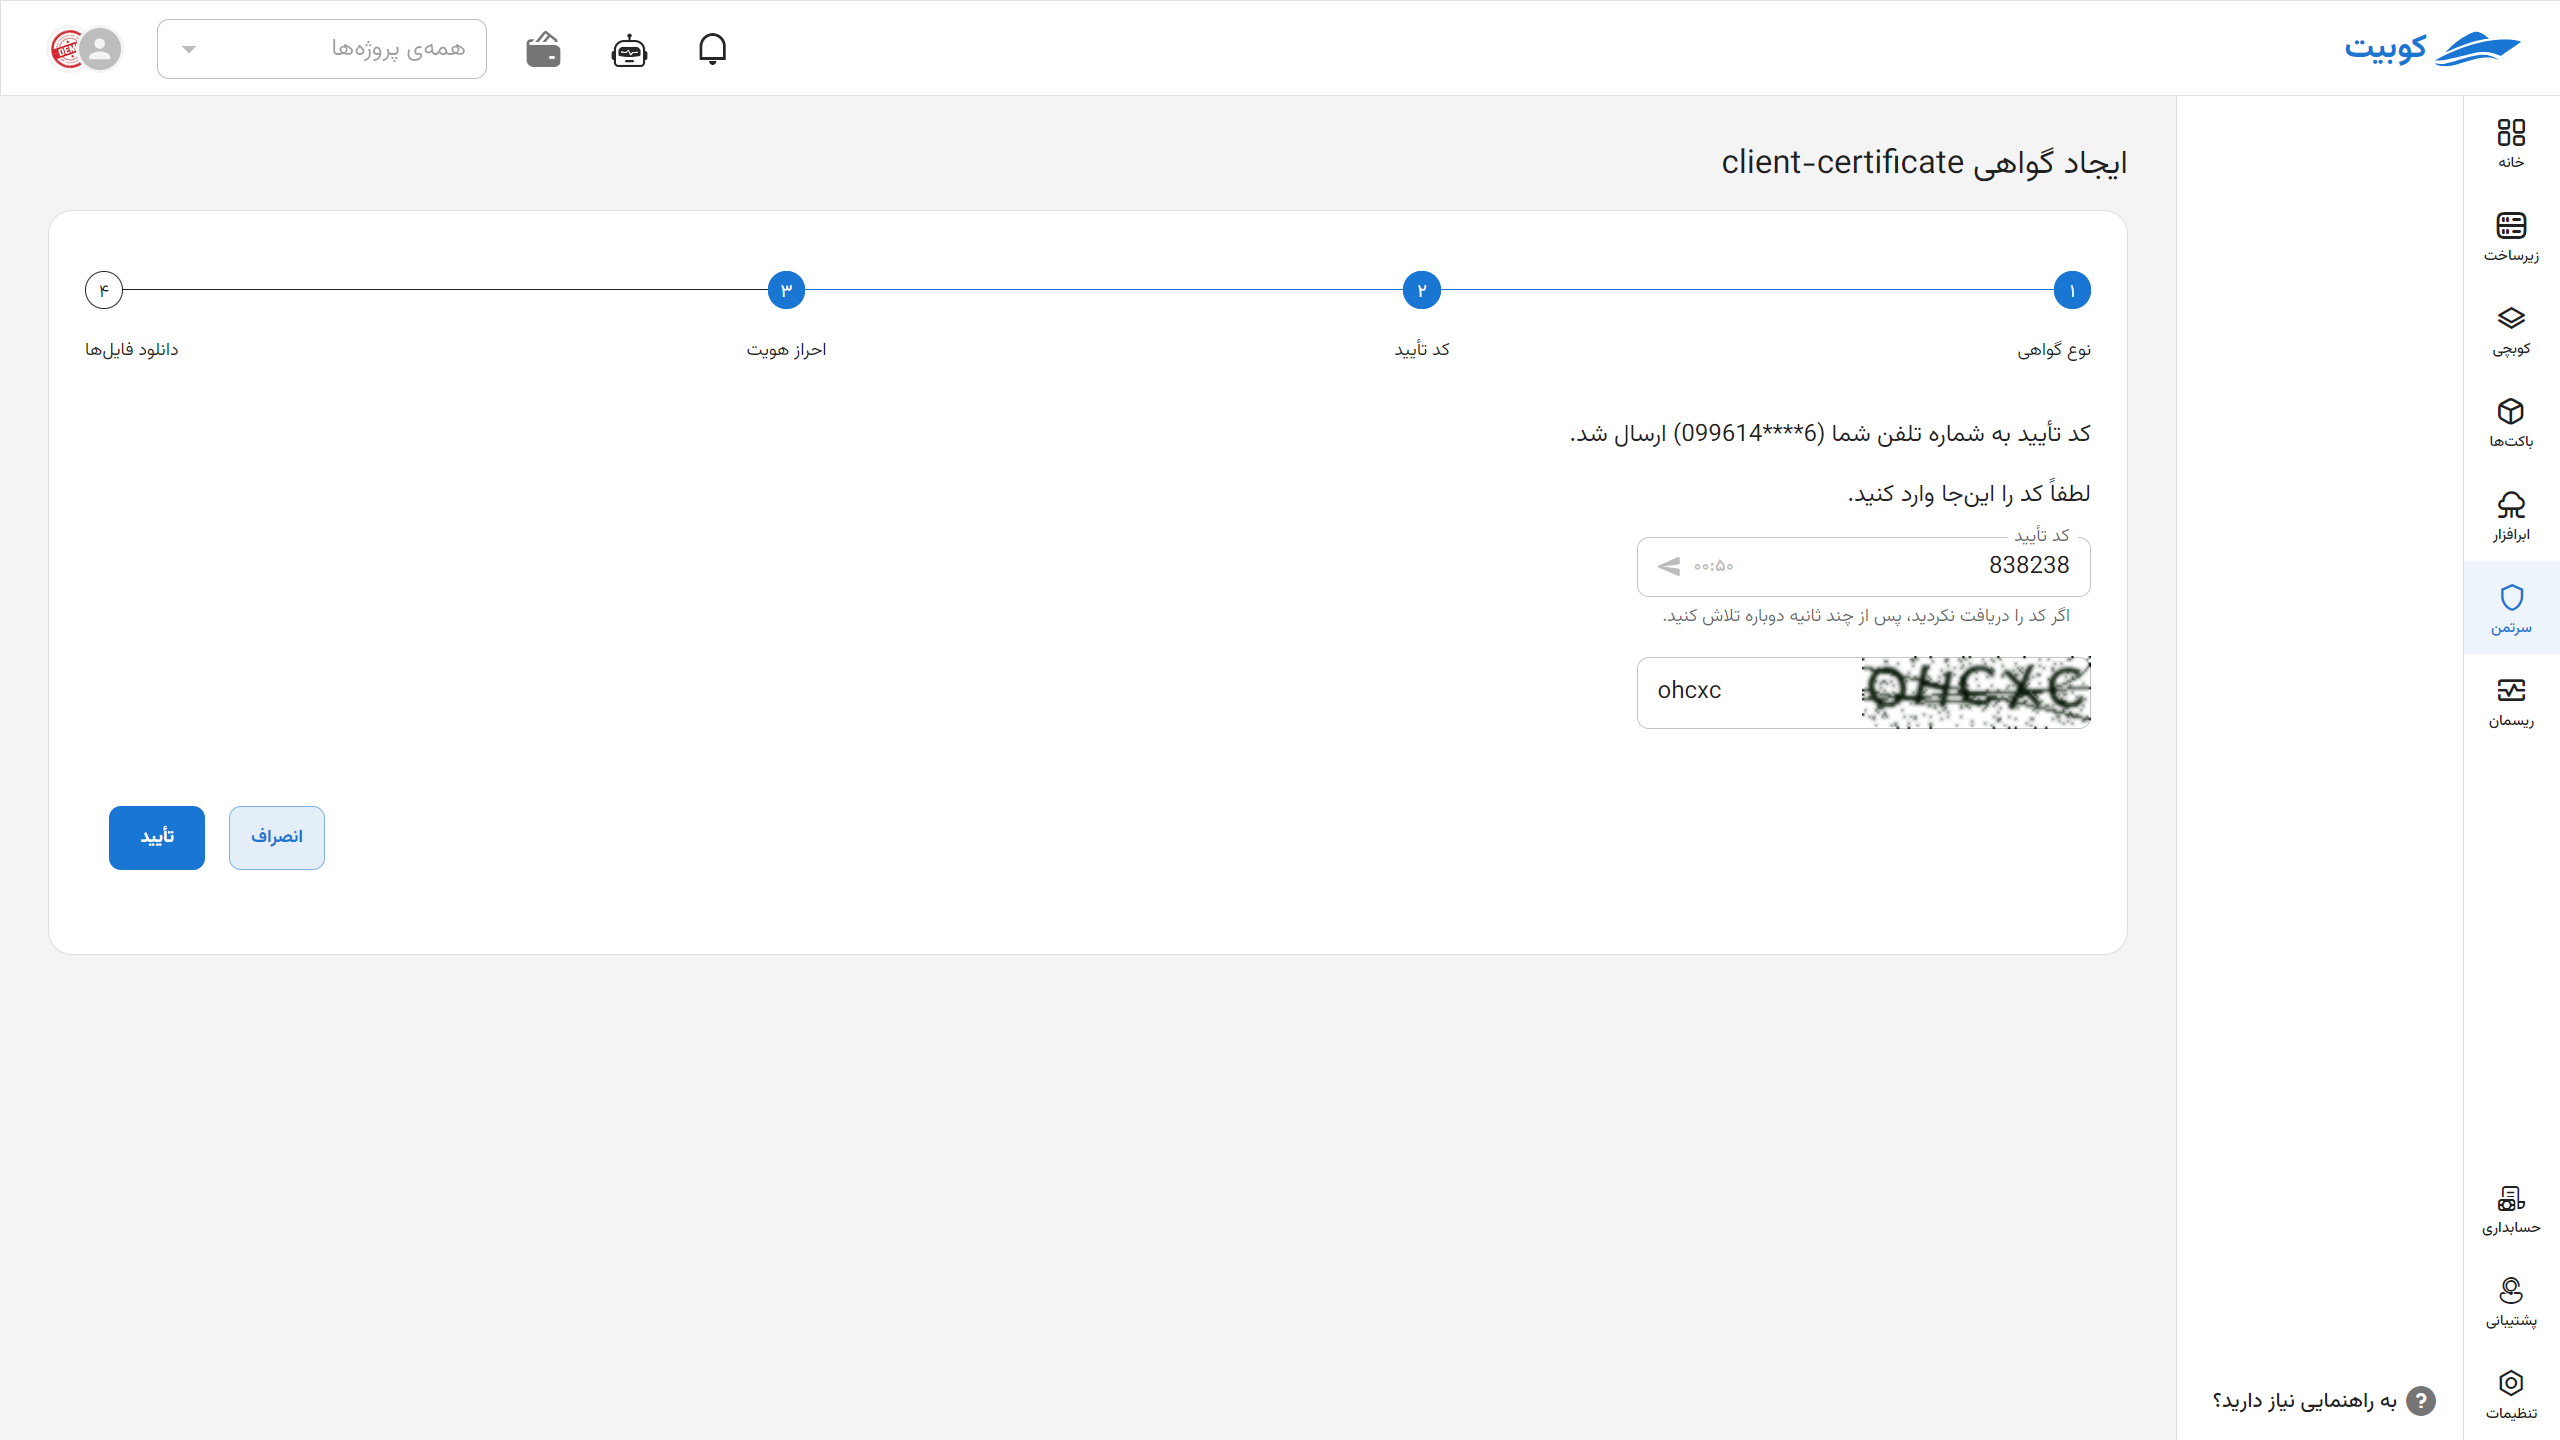 کوبیت
همه‌ی پروژه‌ها
DEM
خانه
زیرساخت
کوبچی
باکت‌ها
ابرافزار
سرتمن
ریسمان
حسابداری
پشتیبانی
تنظیمات
به راهنمایی نیاز دارید؟
ایجاد گواهی client-certificate
۱ ۲ ۳ ۴
نوع گواهی کد تأیید احراز هویت دانلود فایل‌ها
کد تأیید به شماره تلفن شما (099614****6) ارسال شد.
لطفاً کد را این‌جا وارد کنید.
کد تأیید
838238 ۰۰:۵۰
اگر کد را دریافت نکردید، پس از چند ثانیه دوباره تلاش کنید.
OHCXC ohcxc
انصراف تأیید